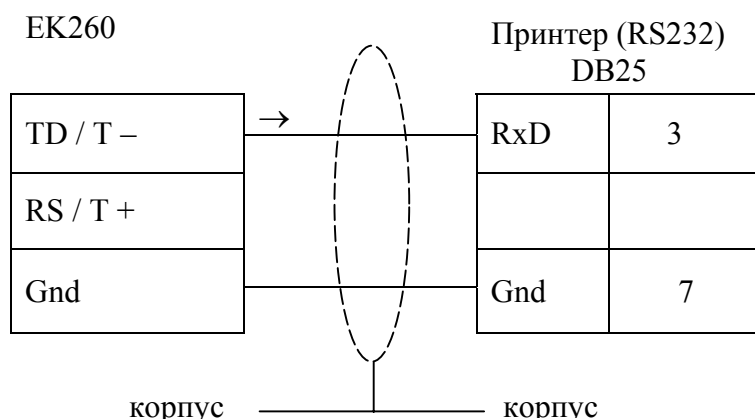 EK260
Принтер (RS232)
DB25
TD / T – → RxD 3
RS / T +
Gnd Gnd 7
корпус корпус